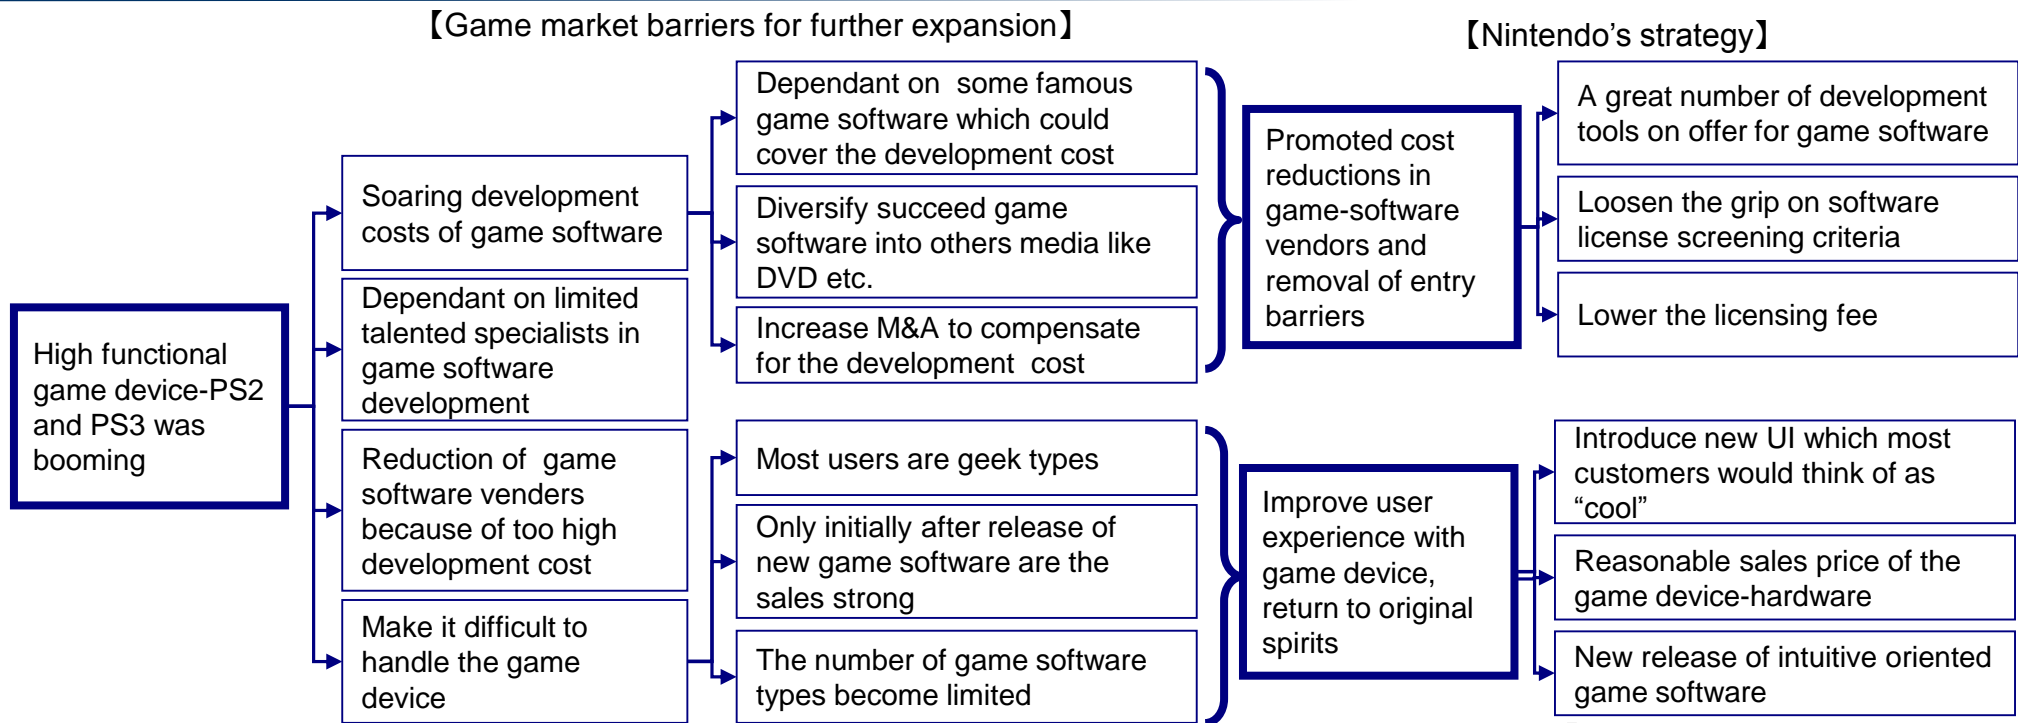 【Game market barriers for further expansion】
【Nintendo’s strategy】
High functional
game device-PS2
and PS3 was
booming
Soaring development
costs of game software
Dependant on limited
talented specialists in
game software
development
Reduction of game
software venders
because of too high
development cost
Make it difficult to
handle the game
device
Dependant on some famous
game software which could
cover the development cost
Diversify succeed game
software into others media like
DVD etc.
Increase M&A to compensate
for the development cost
Most users are geek types
Only initially after release of
new game software are the
sales strong
The number of game software
types become limited
Promoted cost
reductions in
game-software
vendors and
removal of entry
barriers
Improve user
experience with
game device,
return to original
spirits
A great number of development
tools on offer for game software
Loosen the grip on software
license screening criteria
Lower the licensing fee
Introduce new UI which most
customers would think of as
“cool”
Reasonable sales price of the
game device-hardware
New release of intuitive oriented
game software